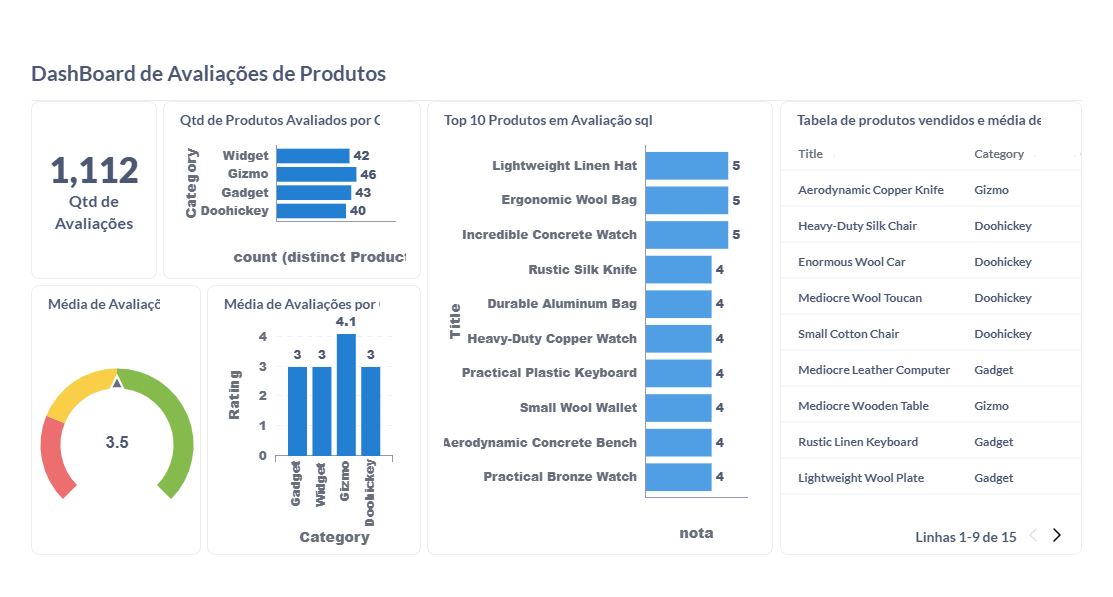 DashBoard de Avaliações de Produtos
1,112
Qtd de
Avaliações
Qtd de Produtos Avaliados por C
Category
Widget 42
Gizmo 46
Gadget 43
Doohickey 40
count (distinct Product
Média de Avaliaçõ
3.5
Média de Avaliações por
Rating
4
3
2
1
0
3
3
4.1
3
Gadget
Widget
Gizmo
Doohickey
Category
Top 10 Produtos em Avaliação sql
Title
Lightweight Linen Hat 5
Ergonomic Wool Bag 5
Incredible Concrete Watch 5
Rustic Silk Knife 4
Durable Aluminum Bag 4
Heavy-Duty Copper Watch 4
Practical Plastic Keyboard 4
Small Wool Wallet 4
Aerodynamic Concrete Bench 4
Practical Bronze Watch 4
nota
Tabela de produtos vendidos e média de
Title Category
Aerodynamic Copper Knife Gizmo
Heavy-Duty Silk Chair Doohickey
Enormous Wool Car Doohickey
Mediocre Wool Toucan Doohickey
Small Cotton Chair Doohickey
Mediocre Leather Computer Gadget
Mediocre Wooden Table Gizmo
Rustic Linen Keyboard Gadget
Lightweight Wool Plate Gadget
Linhas 1-9 de 15